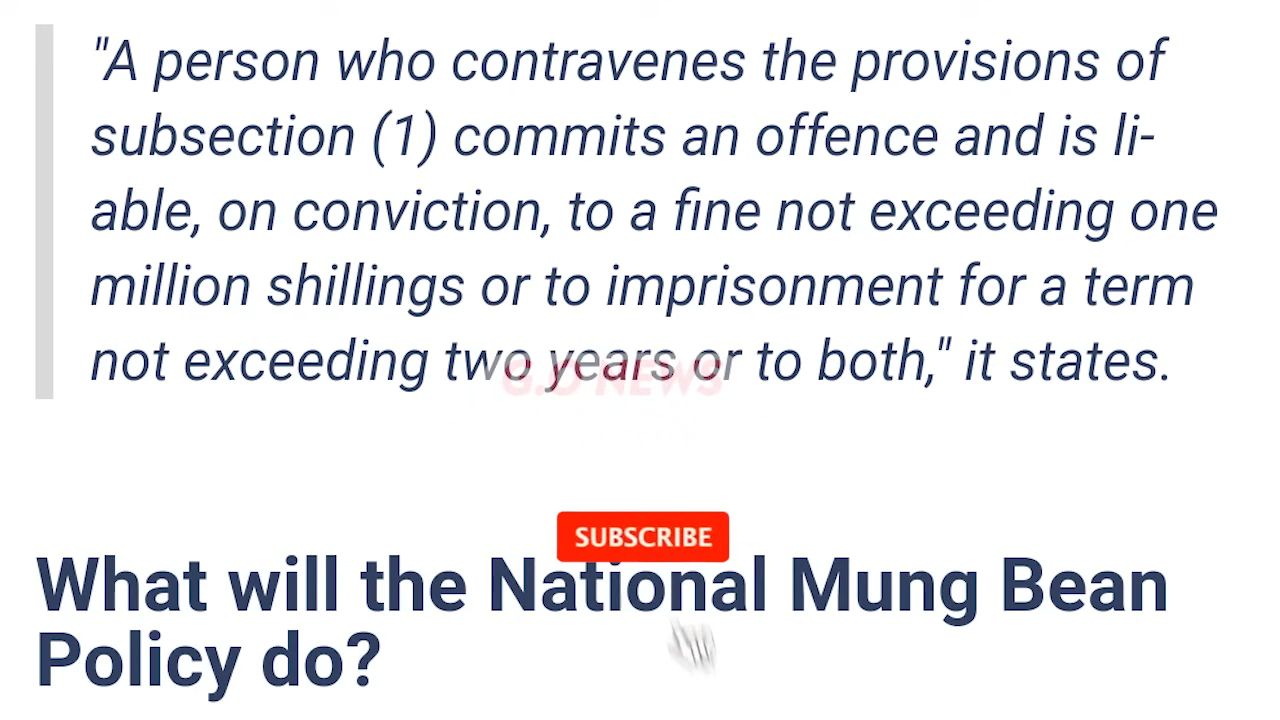 "A person who contravenes the provisions of
subsection (1) commits an offence and is li-
able, on conviction, to a fine not exceeding one
million shillings or to imprisonment for a term
not exceeding two years or to both," it states.
G.O NEWS
SUBSCRIBE
What will the National Mung Bean
Policy do?